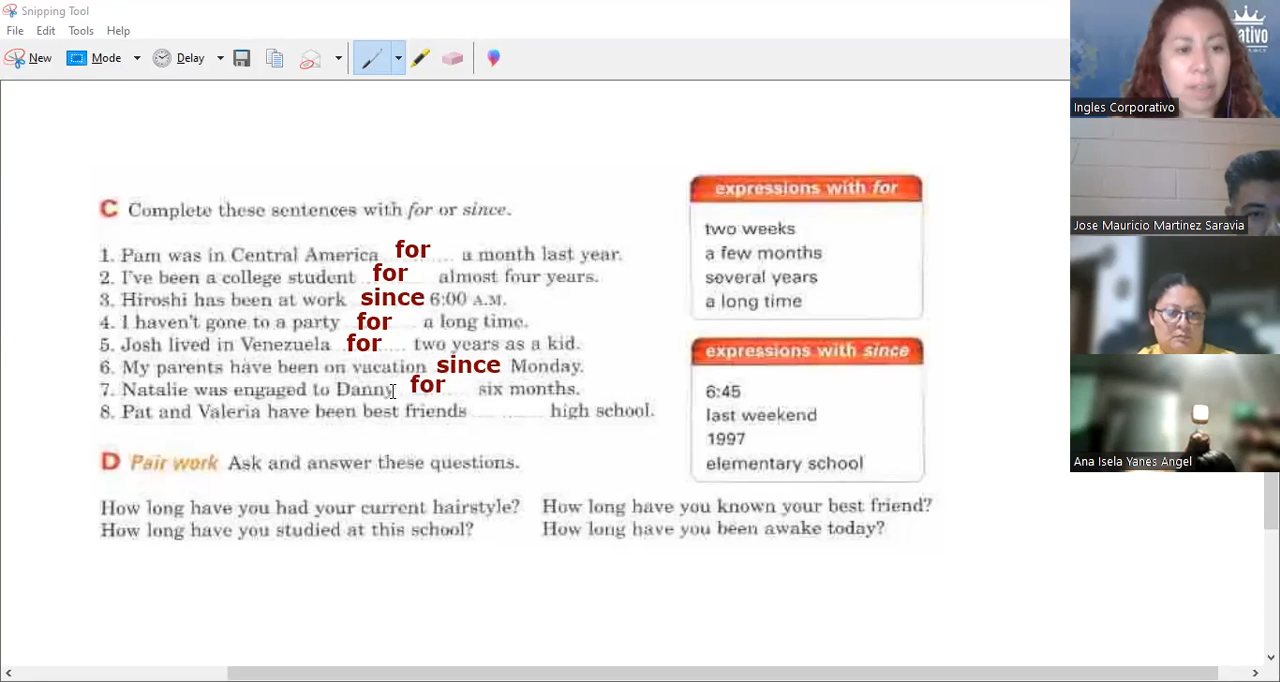 Snipping Tool
File Edit Tools Help
New Mode Delay
ativo
Ingles Corporativo
Jose Mauricio Martinez Saravia
Ana Isela Yanes Angel
C Complete these sentences with for or since.
1. Pam was in Central America for a month last year.
2. I've been a college student for almost four years.
3. Hiroshi has been at work since 6:00 A.M.
4. I haven't gone to a party for a long time.
5. Josh lived in Venezuela for two years as a kid.
6. My parents have been on vacation since Monday.
7. Natalie was engaged to Danny for six months.
8. Pat and Valeria have been best friends ........ high school.
expressions with for
two weeks
a few months
several years
a long time
expressions with since
6:45
last weekend
1997
elementary school
D Pair work Ask and answer these questions.
How long have you had your current hairstyle? How long have you known your best friend?
How long have you studied at this school? How long have you been awake today?